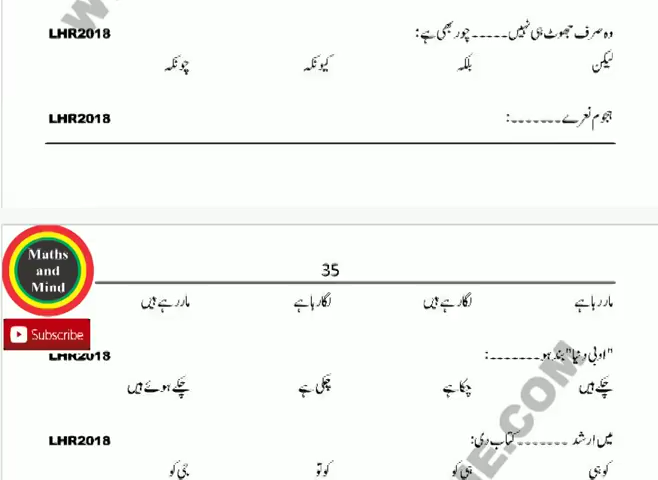 وہ صرف جھوٹ ہی نہیں----- چور بھی ہے: LHR2018
لیکن بلکہ کیونکہ چونکہ
ہجوم نعرے-------: LHR2018
Maths and Mind
35
مار رہا ہے لگا رہے ہیں لگا رہا ہے مار رہے ہیں
Subscribe
"ادبی دنیا" بند ہو-------: LHR2018
چکے ہیں چکا ہے چکی ہے چکے ہوئے ہیں
میں ارشد ------- کتاب دی: LHR2018
کو ہی ہی کو کو تو جی کو
E.COM